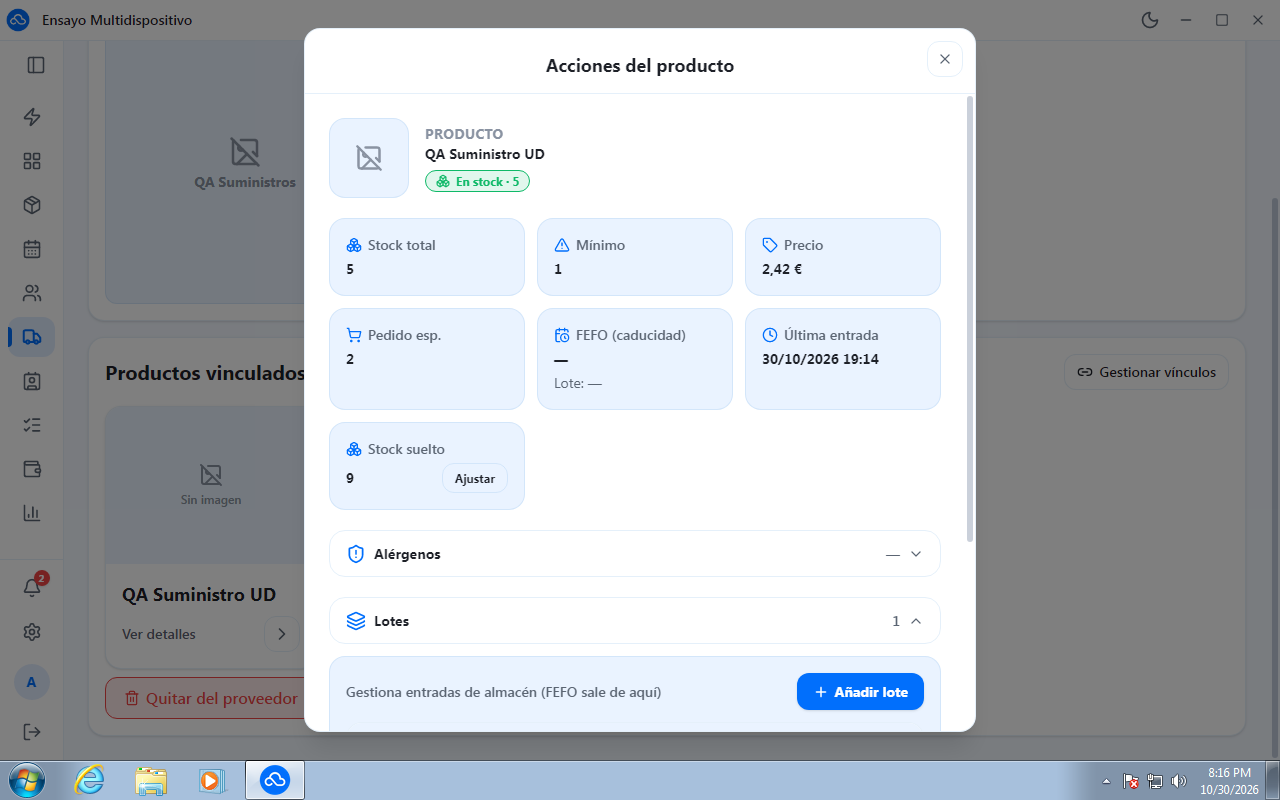 Ensayo Multidispositivo
Acciones del producto
QA Suministros
PRODUCTO
QA Suministro UD
En stock · 5
Stock total
5
Mínimo
1
Precio
2,42 €
Pedido esp.
2
FEFO (caducidad)
—
Lote: —
Última entrada
30/10/2026 19:14
Stock suelto
9
Ajustar
Alérgenos
—
Lotes
1
Gestiona entradas de almacén (FEFO sale de aquí)
Añadir lote
Productos vinculados
Gestionar vínculos
Sin imagen
QA Suministro UD
Ver detalles
Quitar del proveedor
2
A
8:16 PM
10/30/2026